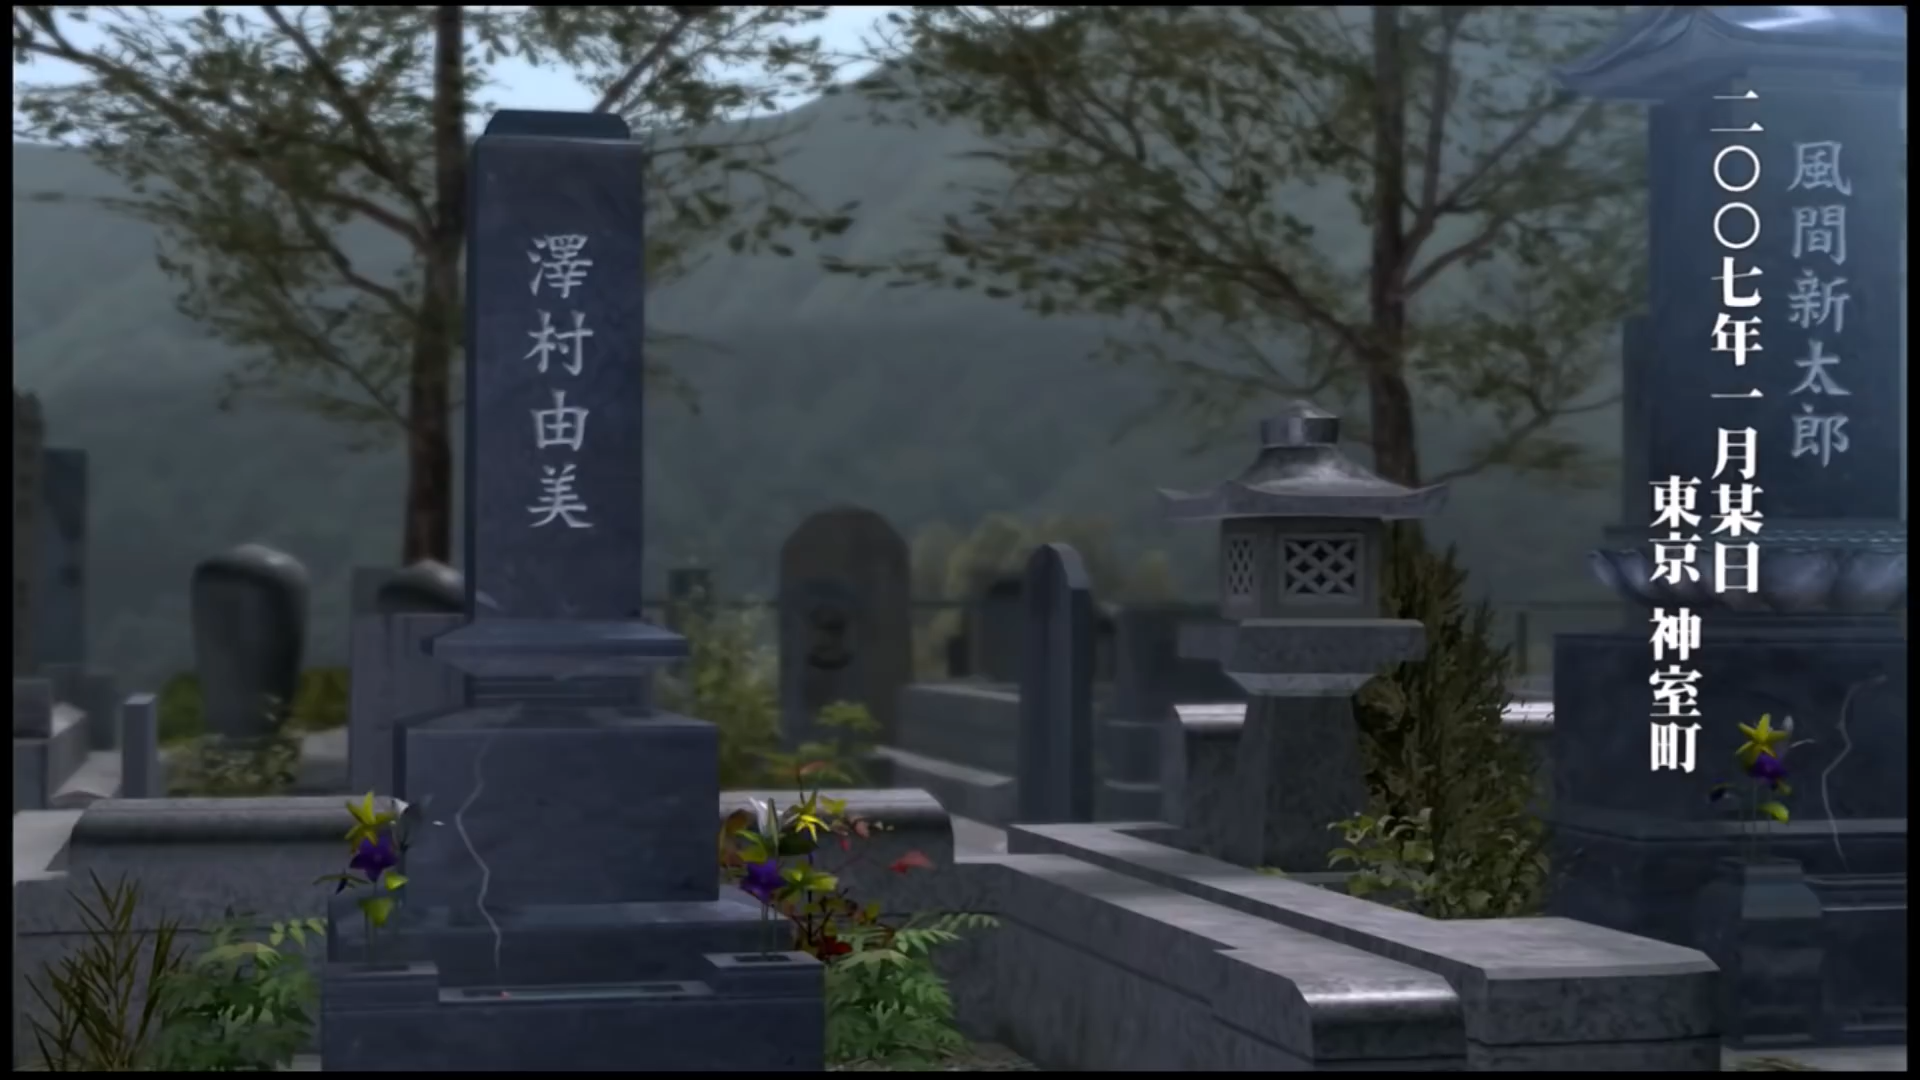 風間新太郎
二〇〇七年一月某日
東京 神室町
澤村由美